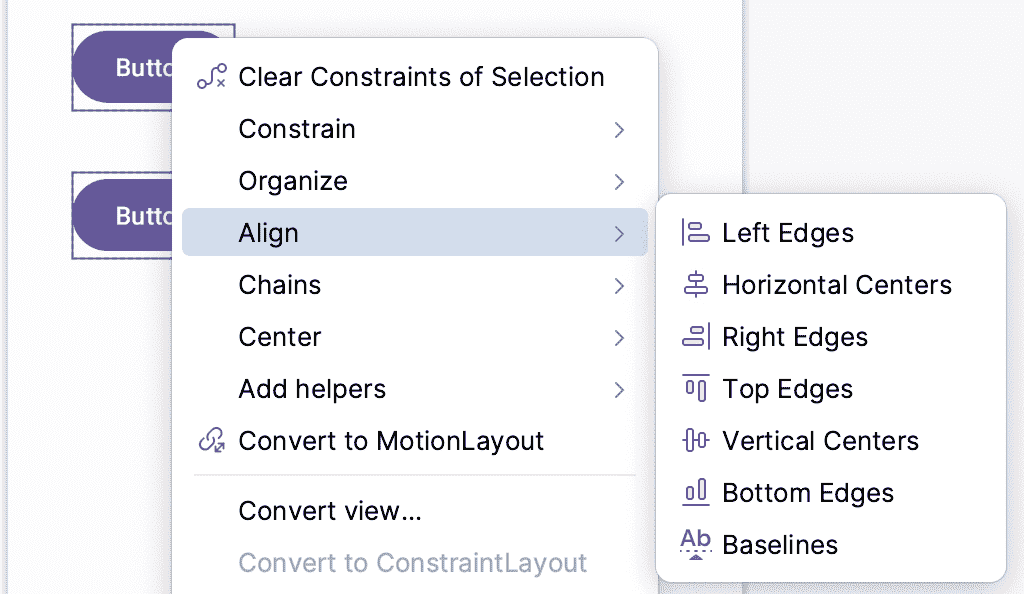 Clear Constraints of Selection
Constrain
Organize
Align
Chains
Center
Add helpers
Convert to MotionLayout
Convert view...
Convert to ConstraintLayout
Left Edges
Horizontal Centers
Right Edges
Top Edges
Vertical Centers
Bottom Edges
Ab Baselines